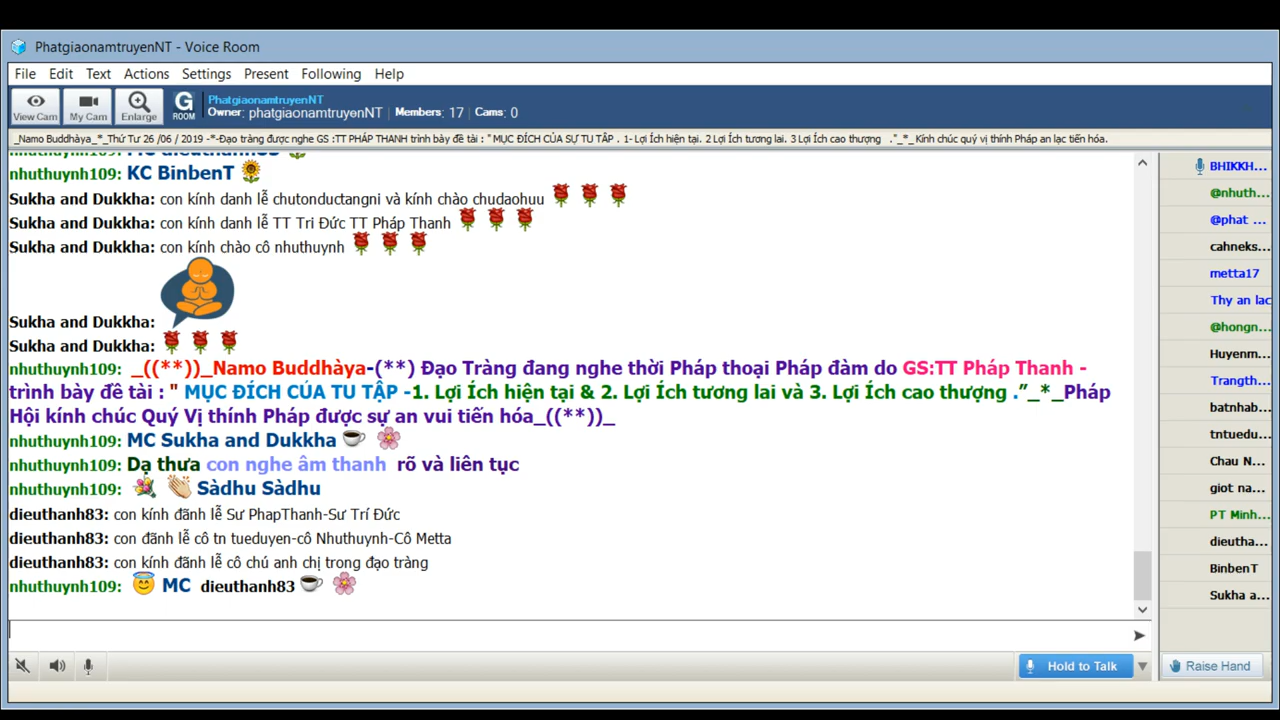 PhatgiaonamtruyenNT - Voice Room
File Edit Text Actions Settings Present Following Help
View Cam My Cam Enlarge G ROOM
PhatgiaonamtruyenNT
Owner: phatgiaonamtruyenNT | Members: 17 | Cams: 0
_Namo Buddhàya_*_Thứ Tư 26 /06 / 2019 -*-Đạo tràng được nghe GS :TT PHÁP THANH trình bày đề tài : " MỤC ĐÍCH CỦA SỰ TU TẬP . 1- Lợi Ích hiện tại. 2 Lợi Ích tương lai. 3 Lợi Ích cao thượng ."_*_ Kính chúc quý vị thính Pháp an lạc tiến hóa.
nhuthuynh109: KC BinbenT
Sukha and Dukkha: con kính danh lễ chutonductangni và kính chào chudaohuu
Sukha and Dukkha: con kính danh lễ TT Tri Đức TT Pháp Thanh
Sukha and Dukkha: con kính chào cô nhuthuynh
Sukha and Dukkha:
Sukha and Dukkha:
nhuthuynh109: _((**))_Namo Buddhàya-(**) Đạo Tràng đang nghe thời Pháp thoại Pháp đàm do GS:TT Pháp Thanh -
trình bày đề tài : " MỤC ĐÍCH CỦA TU TẬP -1. Lợi Ích hiện tại & 2. Lợi Ích tương lai và 3. Lợi Ích cao thượng .”_*_Pháp
Hội kính chúc Quý Vị thính Pháp được sự an vui tiến hóa_((**))_
nhuthuynh109: MC Sukha and Dukkha
nhuthuynh109: Dạ thưa con nghe âm thanh rõ và liên tục
nhuthuynh109: Sàdhu Sàdhu
dieuthanh83: con kính đãnh lễ Sư PhapThanh-Sư Trí Đức
dieuthanh83: con đãnh lễ cô tn tueduyen-cô Nhuthuynh-Cô Metta
dieuthanh83: con kính đãnh lễ cô chú anh chị trong đạo tràng
nhuthuynh109: MC dieuthanh83
BHIKKH...
@nhuth...
@phat ...
cahneks...
metta17
Thy an lac
@hongn...
Huyenm...
Trangth...
batnhab...
tntuedu...
Chau N...
giot na...
PT Minh...
dieutha...
BinbenT
Sukha a...
Hold to Talk
Raise Hand